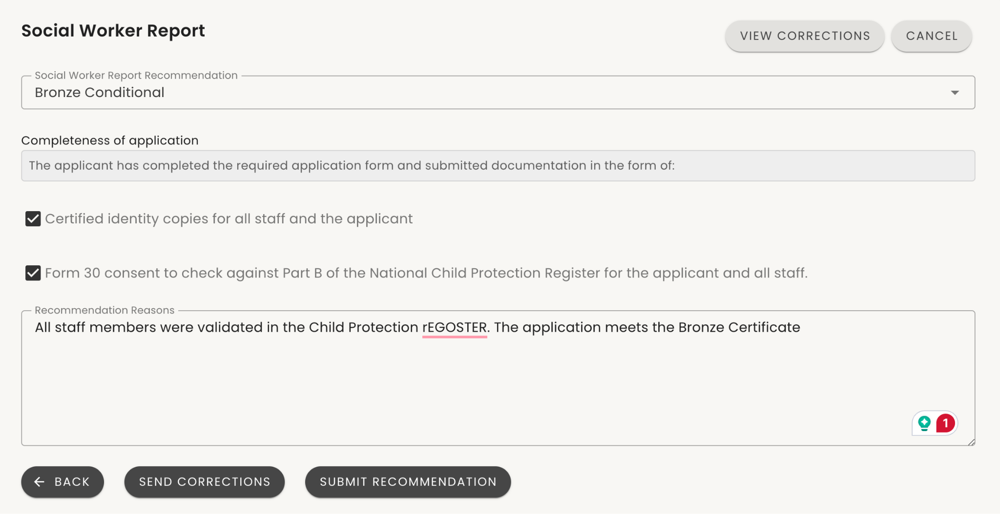 Social Worker Report
VIEW CORRECTIONS
CANCEL
Social Worker Report Recommendation
Bronze Conditional
Completeness of application
The applicant has completed the required application form and submitted documentation in the form of:
Certified identity copies for all staff and the applicant
Form 30 consent to check against Part B of the National Child Protection Register for the applicant and all staff.
Recommendation Reasons
All staff members were validated in the Child Protection rEGOSTER. The application meets the Bronze Certificate
1
BACK
SEND CORRECTIONS
SUBMIT RECOMMENDATION